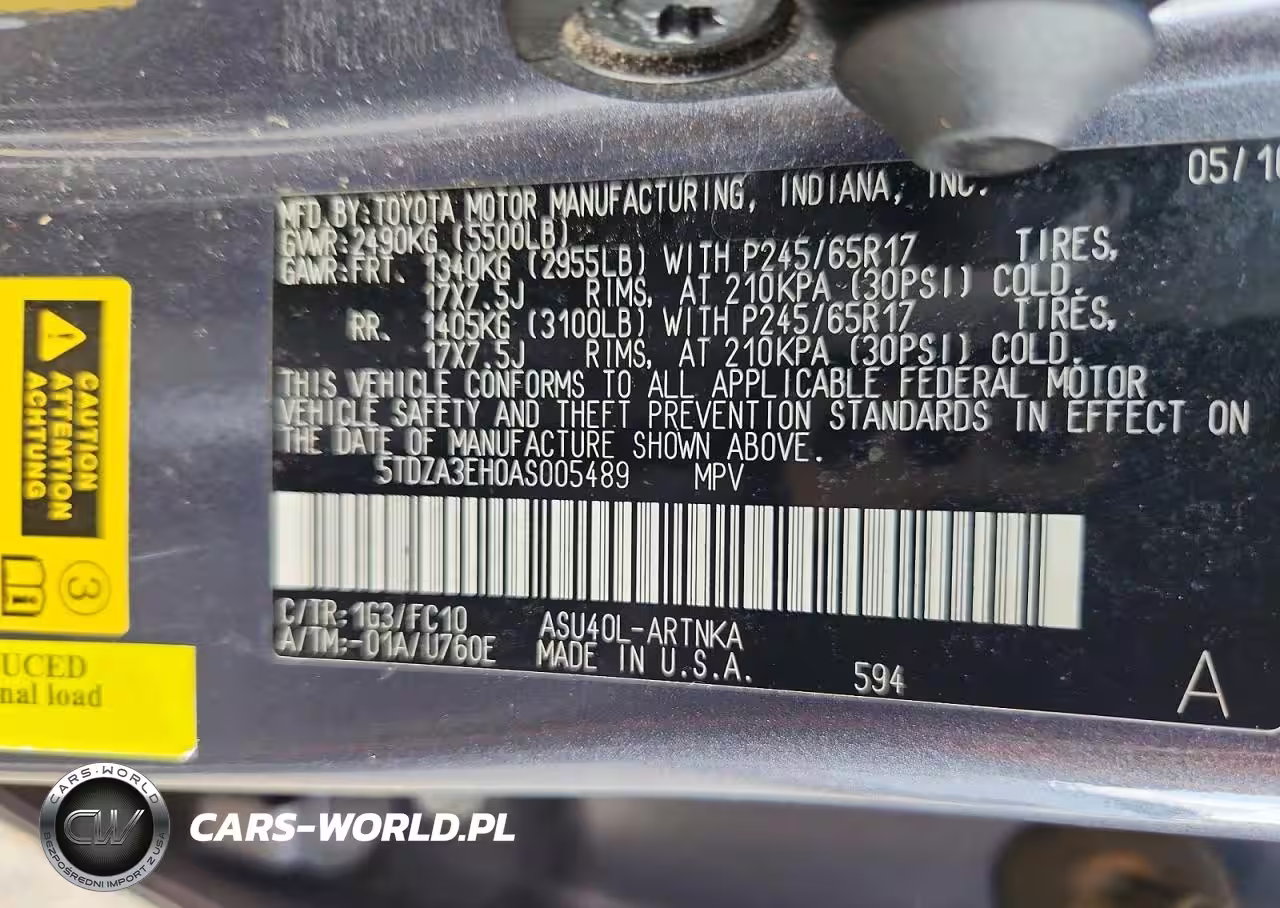 05/10
MFD.BY:TOYOTA MOTOR MANUFACTURING, INDIANA, INC.
GVWR:2490KG (5500LB)
GAWR:FRT. 1340KG (2955LB) WITH P245/65R17 TIRES,
17X7.5J RIMS, AT 210KPA (30PSI) COLD.
RR. 1405KG (3100LB) WITH P245/65R17 TIRES,
17X7.5J RIMS, AT 210KPA (30PSI) COLD.
THIS VEHICLE CONFORMS TO ALL APPLICABLE FEDERAL MOTOR
VEHICLE SAFETY AND THEFT PREVENTION STANDARDS IN EFFECT ON
THE DATE OF MANUFACTURE SHOWN ABOVE.
5TDZA3EH0AS005489 MPV
C/TR:1G3/FC10 ASU40L-ARTNKA
A/TM:-01A/U760E MADE IN U.S.A.
594
A
CAUTION
ATTENTION
ACHTUNG
3
UCED
nal load
CARS-WORLD
CW
BEZPOŚREDNI IMPORT Z USA
CARS-WORLD.PL